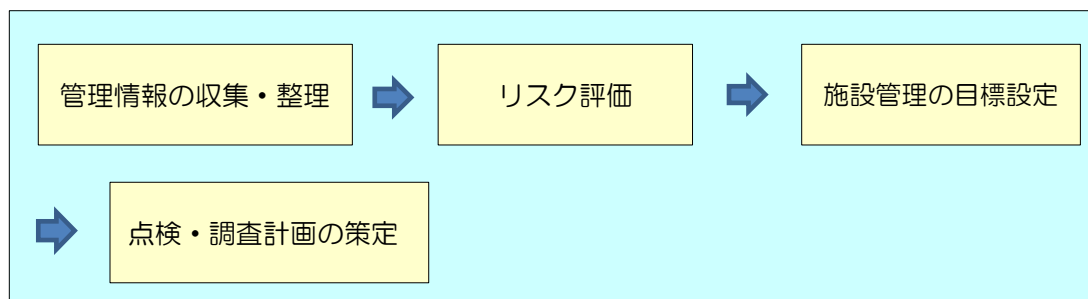 管理情報の収集・整理
リスク評価
施設管理の目標設定
点検・調査計画の策定